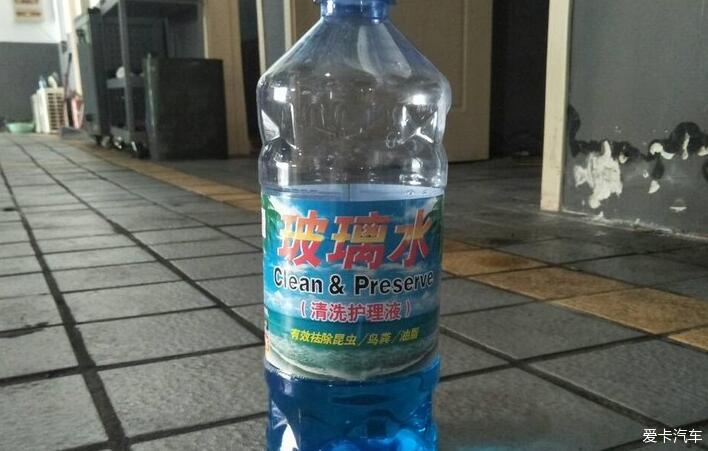 玻璃水
Clean & Preserve
（清洗护理液）
有效祛除昆虫／鸟粪／油脂
爱卡汽车